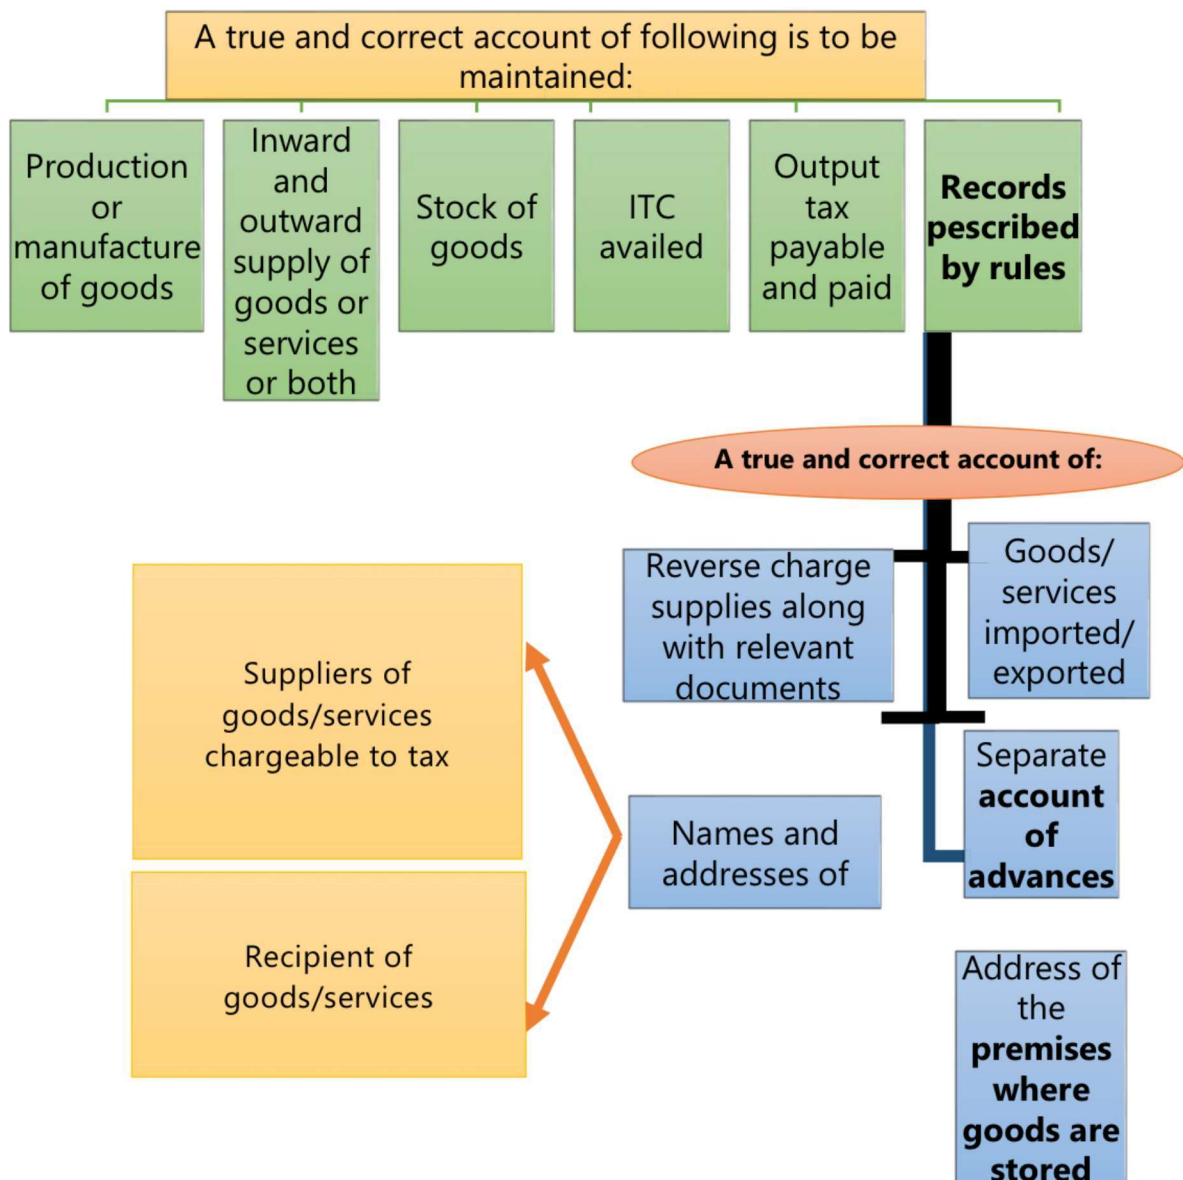 A true and correct account of following is to be
maintained:
Production
or
manufacture
of goods
Inward
and
outward
supply of
goods or
services
or both
Stock of
goods
ITC
availed
Output
tax
payable
and paid
Records
pescribed
by rules
A true and correct account of:
Reverse charge
supplies along
with relevant
documents
Goods/
services
imported/
exported
Separate
account
of
advances
Names and
addresses of
Suppliers of
goods/services
chargeable to tax
Recipient of
goods/services
Address of
the
premises
where
goods are
stored